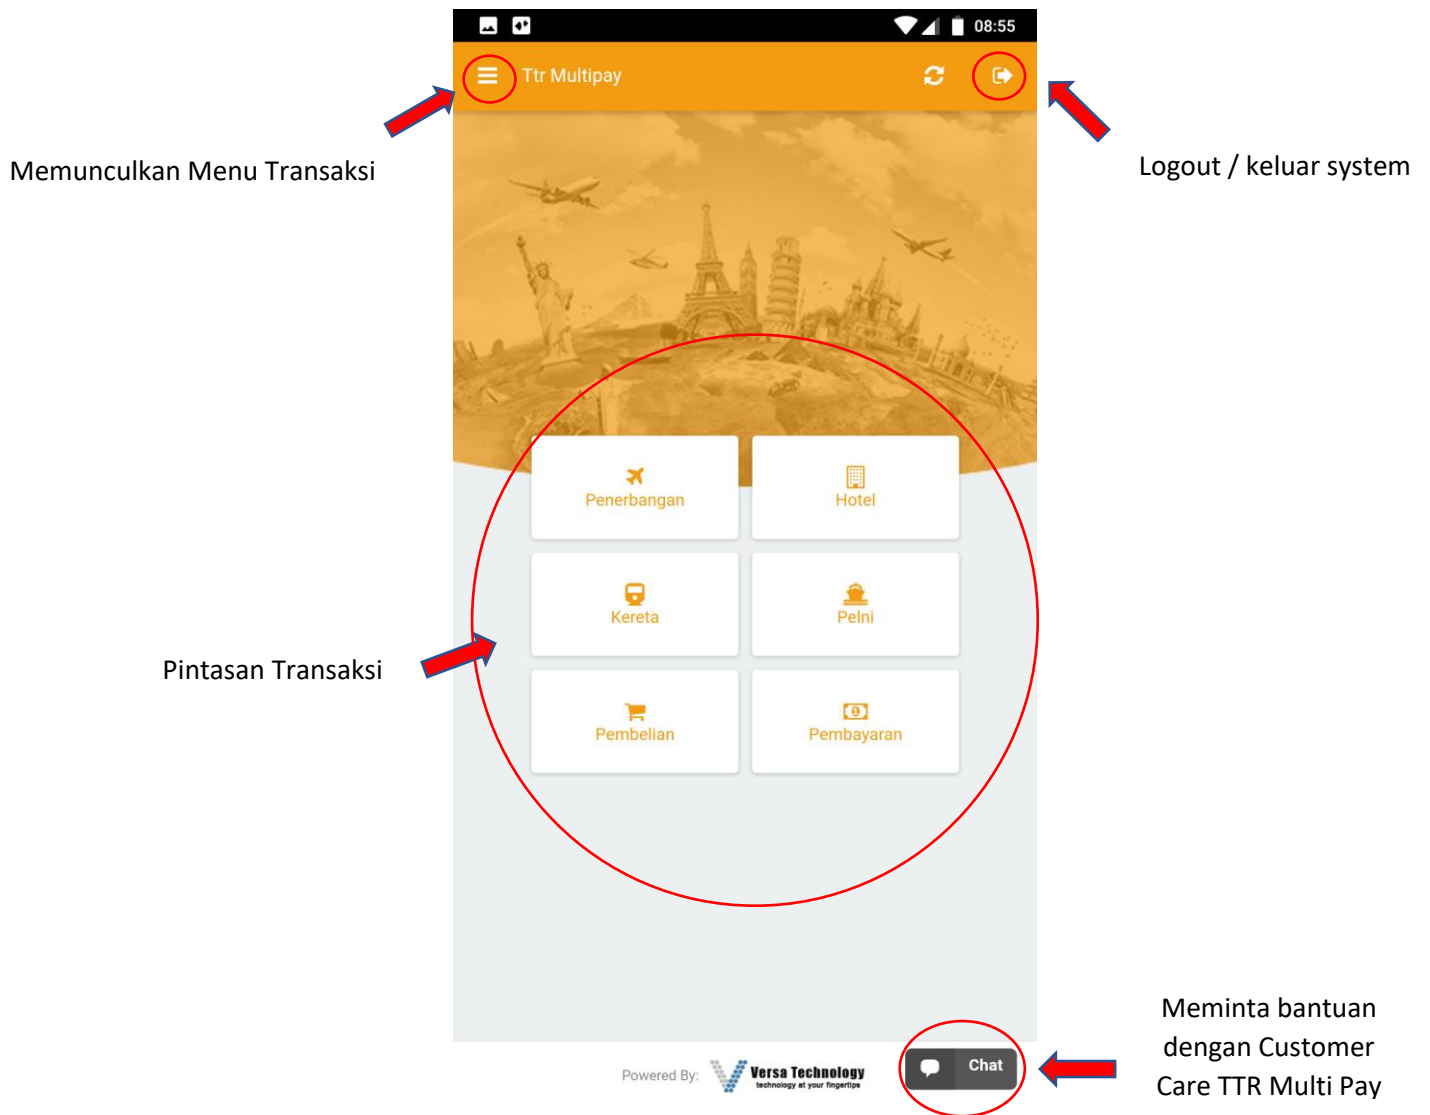 08:55
Ttr Multipay
Memunculkan Menu Transaksi
Logout / keluar system
Penerbangan
Hotel
Kereta
Pelni
Pintasan Transaksi
Pembelian
Pembayaran
Meminta bantuan
dengan Customer
Care TTR Multi Pay
Powered By:
Versa Technology
technology at your fingertips
Chat